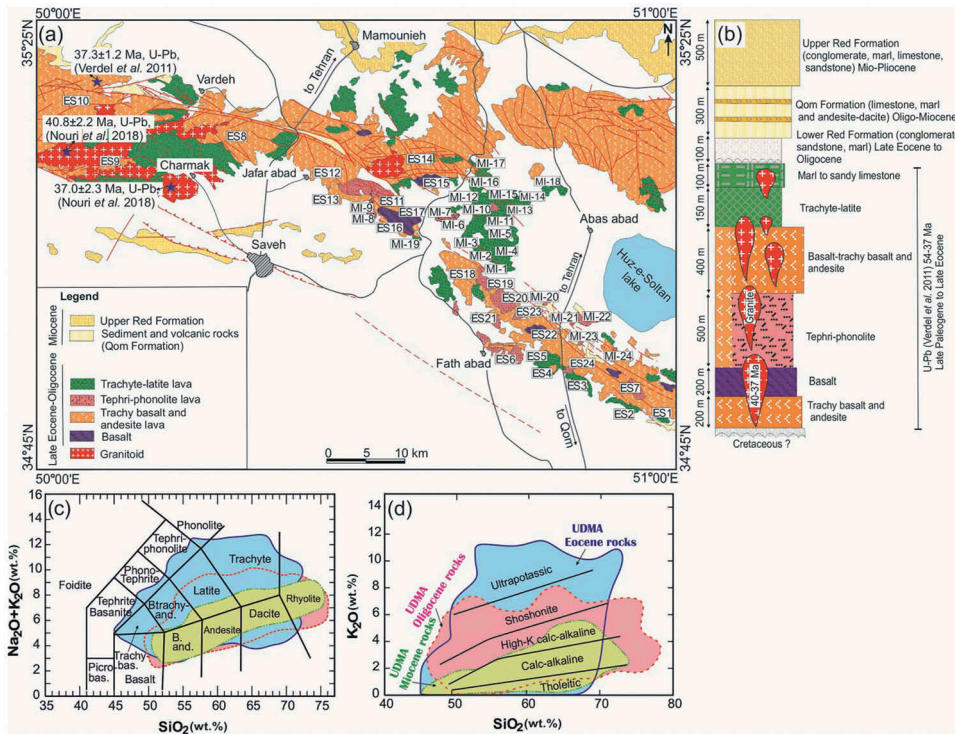 (a)
50°00'E
51°00'E
35°25'N
35°25'N
N
Mamounieh
to Tehran
37.3±1.2 Ma, U-Pb,
(Verdel et al. 2011)
Vardeh
ES10
40.8±2.2 Ma, U-Pb,
(Nouri et al. 2018)
ES8
ES9
Charmak
37.0±2.3 Ma, U-Pb,
(Nouri et al. 2018)
Jafar abad
ES12
ES13
ES14
MI-17
ES15
MI-16
MI-18
MI-12
MI-15
MI-14
ES11
MI-9
MI-8
ES17
MI-7
MI-10
MI-13
ES16
MI-6
MI-11
MI-19
MI-5
MI-3
MI-4
MI-2
Abas abad
Saveh
MI-1
ES18
ES19
to Tehran
Huz-e-Soltan
lake
ES20
MI-20
ES23
ES21
MI-21
MI-22
ES22
MI-23
Fath abad
ES6
ES5
MI-24
ES24
ES4
ES3
ES7
ES2
ES1
to Qom
Legend
Miocene
Upper Red Formation
Sediment and volcanic rocks
(Qom Formation)
Late Eocene-Oligocene
Trachyte-latite lava
Tephri-phonolite lava
Trachy basalt and
andesite lava
Basalt
Granitoid
0 5 10 km
34°45'N
34°45'N
50°00'E
51°00'E
(b)
5000 m
Upper Red Formation
(conglomerate, marl, limestone,
sandstone) Mio-Pliocene
300 m
Qom Formation (limestone, marl
and andesite-dacite) Oligo-Miocene
100 m
Lower Red Formation (conglomerat
sandstone, marl) Late Eocene to
Oligocene
100 m
Marl to sandy limestone
150 m
Trachyte-latite
400 m
Basalt-trachy basalt and
andesite
500 m
Granite
Tephri-phonolite
200 m
40-37 Ma
Basalt
200 m
Trachy basalt and
andesite
Cretaceous ?
U-Pb (Verdel et al. 2011) 54-37 Ma
Late Paleogene to Late Eocene
(c)
Na2O+K2O(wt.%)
16
14
12
10
8
6
4
2
0
Foidite
Phonolite
Tephri-
phonolite
Phono-
Tephrite
Tephrite
Basanite
Trachyte
Latite
Btrachy-
and.
Rhyolite
Dacite
Andesite
B.
and.
Trachy-
bas.
Picro
bas.
Basalt
35 40 45 50 55 60 65 70 75
SiO2(wt.%)
(d)
K2O(wt.%)
14
12
10
8
6
4
2
0
UDMA
Eocene rocks
UDMA
Oligocene rocks
UDMA
Miocene rocks
Ultrapotassic
Shoshonite
High-K calc-alkaline
Calc-alkaline
Tholeitic
40 50 60 70 80
SiO2(wt.%)